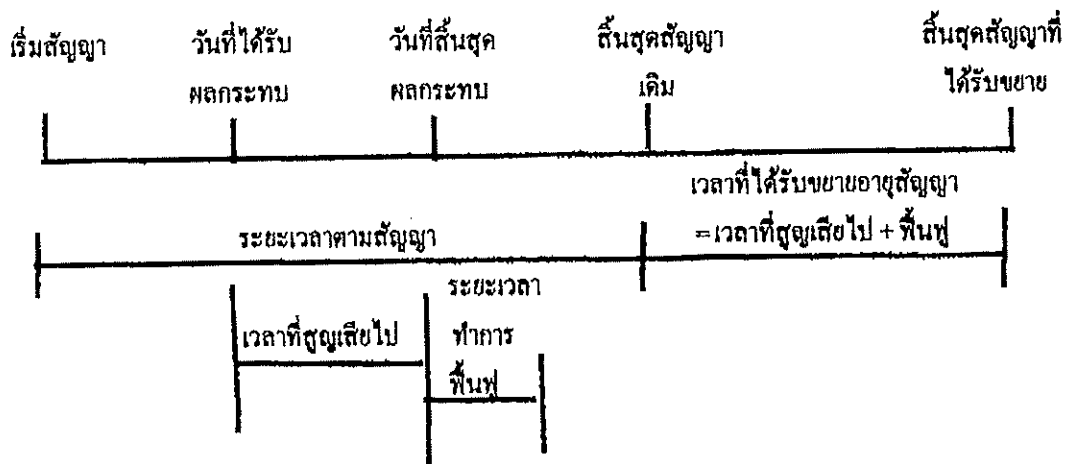 เริ่มสัญญา วันที่ได้รับ วันที่สิ้นสุด สิ้นสุดสัญญา สิ้นสุดสัญญาที่
ผลกระทบ ผลกระทบ เดิม ได้รับขยาย
เวลาที่ได้รับขยายอายุสัญญา
ระยะเวลาตามสัญญา =เวลาที่สูญเสียไป + ฟื้นฟู
ระยะเวลา
เวลาที่สูญเสียไป ทำการ
ฟื้นฟู